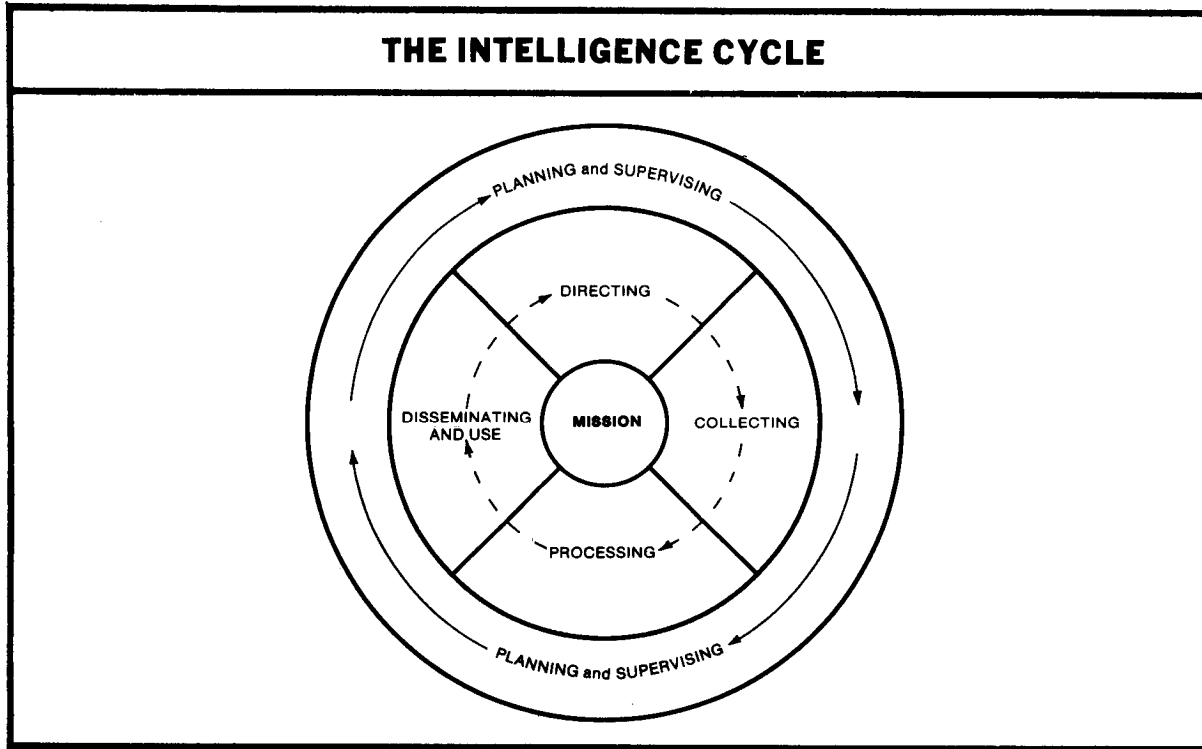 THE INTELLIGENCE CYCLE
PLANNING and SUPERVISING
DIRECTING
DISSEMINATING
AND USE
MISSION
COLLECTING
PROCESSING
PLANNING and SUPERVISING